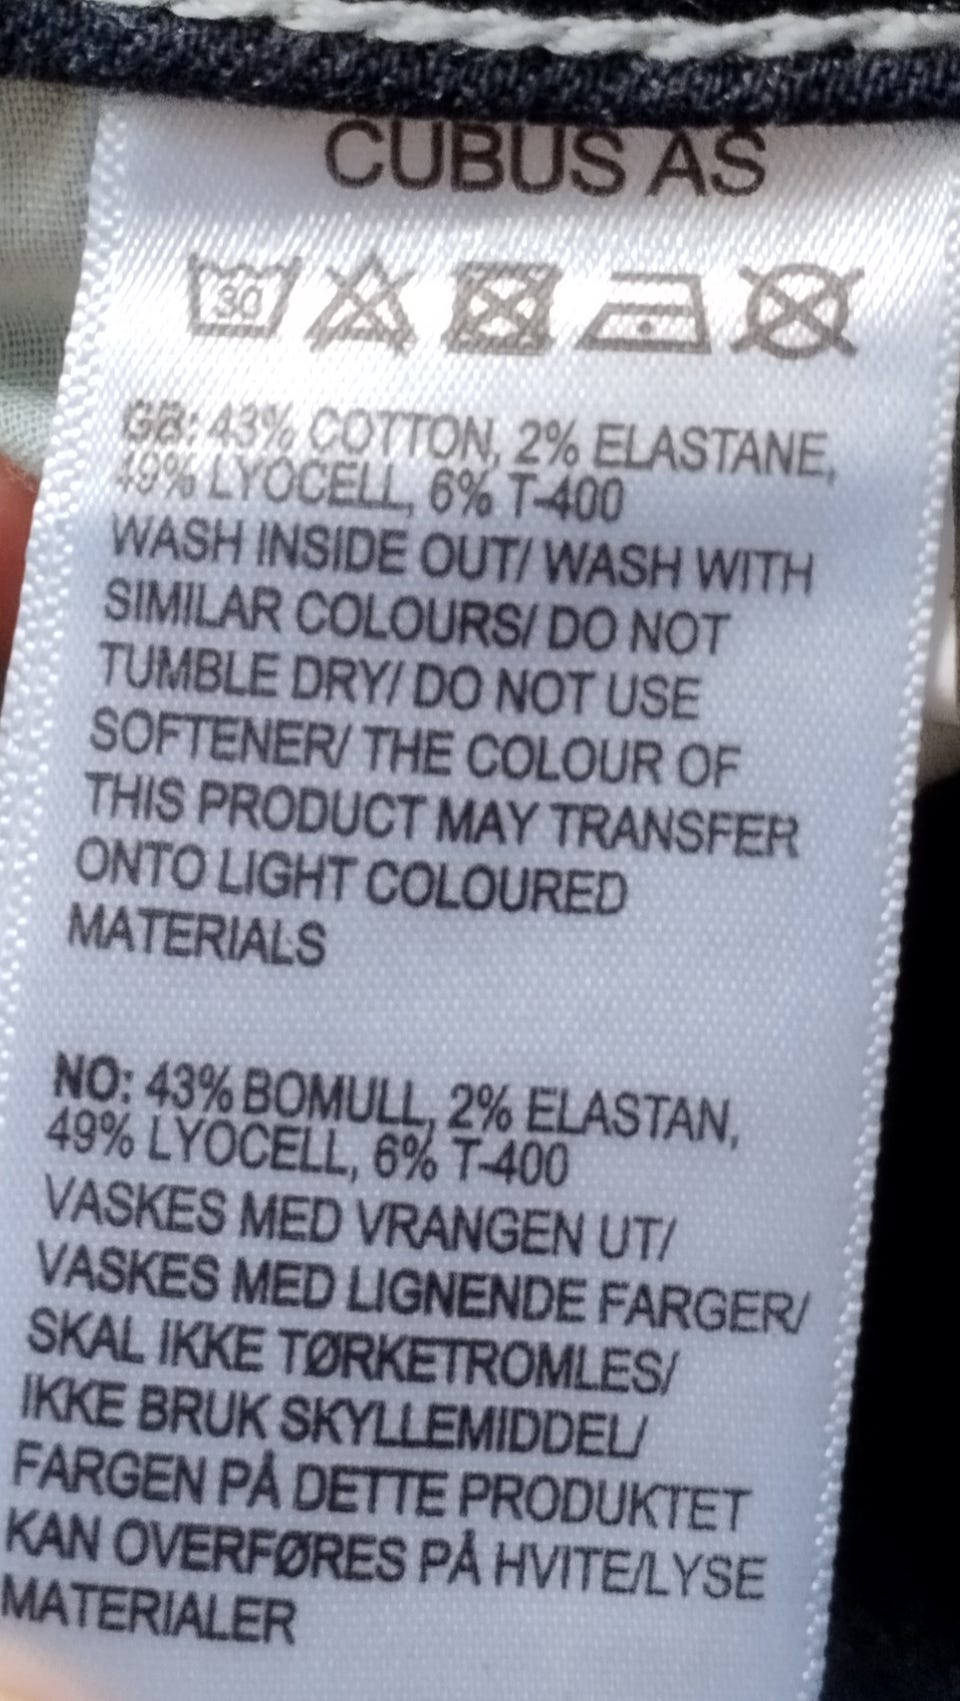 CUBUS AS
30
GB: 43% COTTON, 2% ELASTANE,
49% LYOCELL, 6% T-400
WASH INSIDE OUT/ WASH WITH
SIMILAR COLOURS/ DO NOT
TUMBLE DRY/ DO NOT USE
SOFTENER/ THE COLOUR OF
THIS PRODUCT MAY TRANSFER
ONTO LIGHT COLOURED
MATERIALS
NO: 43% BOMULL, 2% ELASTAN,
49% LYOCELL, 6% T-400
VASKES MED VRANGEN UT/
VASKES MED LIGNENDE FARGER/
SKAL IKKE TØRKETROMLES/
IKKE BRUK SKYLLEMIDDEL/
FARGEN PÅ DETTE PRODUKTET
KAN OVERFØRES PÅ HVITE/LYSE
MATERIALER